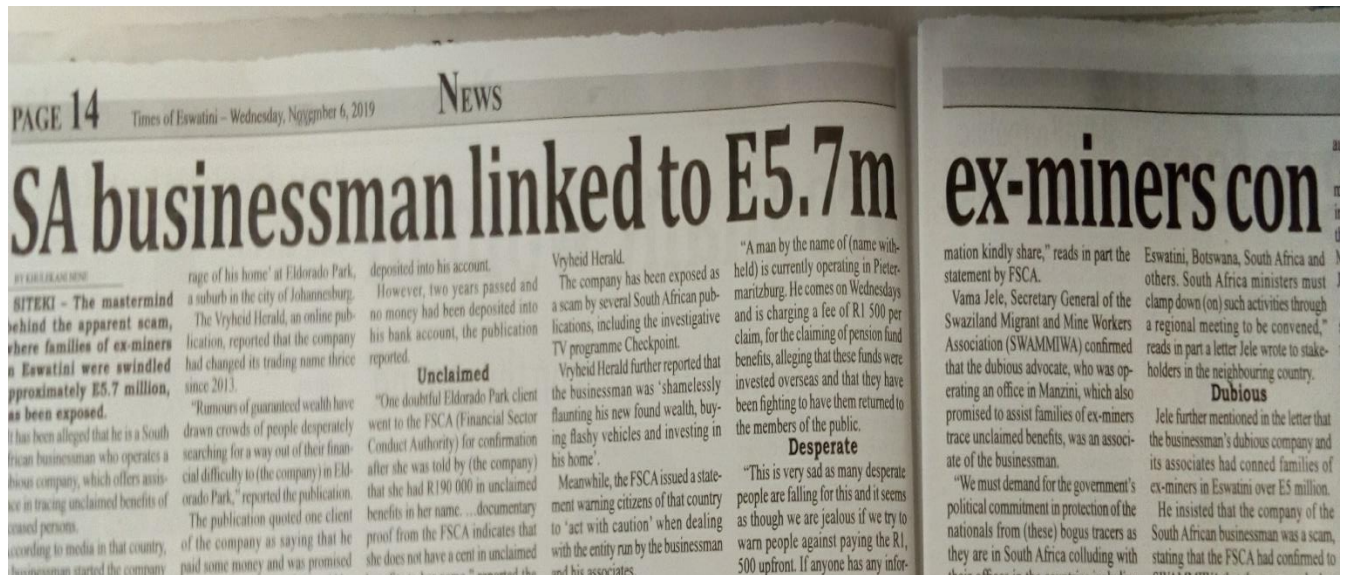 PAGE 14
Times of Eswatini – Wednesday, November 6, 2019
NEWS
SA businessman linked to E5.7m ex-miners con
SITEKI – The mastermind
behind the apparent scam,
where families of ex-miners
in Eswatini were swindled
approximately E5.7 million,
has been exposed.
It has been alleged that he is a South
African businessman who operates a
dubious company, which offers assis-
in tracing unclaimed benefits of
deceased persons.
According to media in that country,
businessman started the company
rage of his home' at Eldorado Park,
a suburb in the city of Johannesburg.
The Vryheid Herald, an online pub-
lication, reported that the company
had changed its trading name thrice
since 2013.
"Rumours of guaranteed wealth have
drawn crowds of people desperately
searching for a way out of their finan-
cial difficulty to (the company) in Eld-
orado Park," reported the publication.
The publication quoted one client
of the company as saying that he
paid some money and was promised
deposited into his account.
However, two years passed and
no money had been deposited into
his bank account, the publication
reported.
Unclaimed
"One doubtful Eldorado Park client
went to the FSCA (Financial Sector
Conduct Authority) for confirmation
after she was told by (the company)
that she had R190 000 in unclaimed
benefits in her name. ...documentary
proof from the FSCA indicates that
she does not have a cent in unclaimed
Vryheid Herald.
The company has been exposed as
a scam by several South African pub-
lications, including the investigative
TV programme Checkpoint.
Vryheid Herald further reported that
the businessman was 'shamelessly
flaunting his new found wealth, buy-
ing flashy vehicles and investing in
his home'.
Meanwhile, the FSCA issued a state-
ment warning citizens of that country
to 'act with caution' when dealing
with the entity run by the businessman
and his associates.
"A man by the name of (name with-
held) is currently operating in Pieter-
maritzburg. He comes on Wednesdays
and is charging a fee of R1 500 per
claim, for the claiming of pension fund
benefits, alleging that these funds were
invested overseas and that they have
been fighting to have them returned to
the members of the public.
Desperate
"This is very sad as many desperate
people are falling for this and it seems
as though we are jealous if we try to
warn people against paying the R1,
500 upfront. If anyone has any infor-
mation kindly share," reads in part the
statement by FSCA.
Vama Jele, Secretary General of the
Swaziland Migrant and Mine Workers
Association (SWAMMIWA) confirmed
that the dubious advocate, who was op-
erating an office in Manzini, which also
promised to assist families of ex-miners
trace unclaimed benefits, was an associ-
ate of the businessman.
"We must demand for the government's
political commitment in protection of the
nationals from (these) bogus tracers as
they are in South Africa colluding with
Eswatini, Botswana, South Africa and
others. South Africa ministers must
clamp down (on) such activities through
a regional meeting to be convened,"
reads in part a letter Jele wrote to stake-
holders in the neighbouring country.
Dubious
Jele further mentioned in the letter that
the businessman's dubious company and
its associates had conned families of
ex-miners in Eswatini over E5 million.
He insisted that the company of the
South African businessman was a scam,
stating that the FSCA had confirmed to